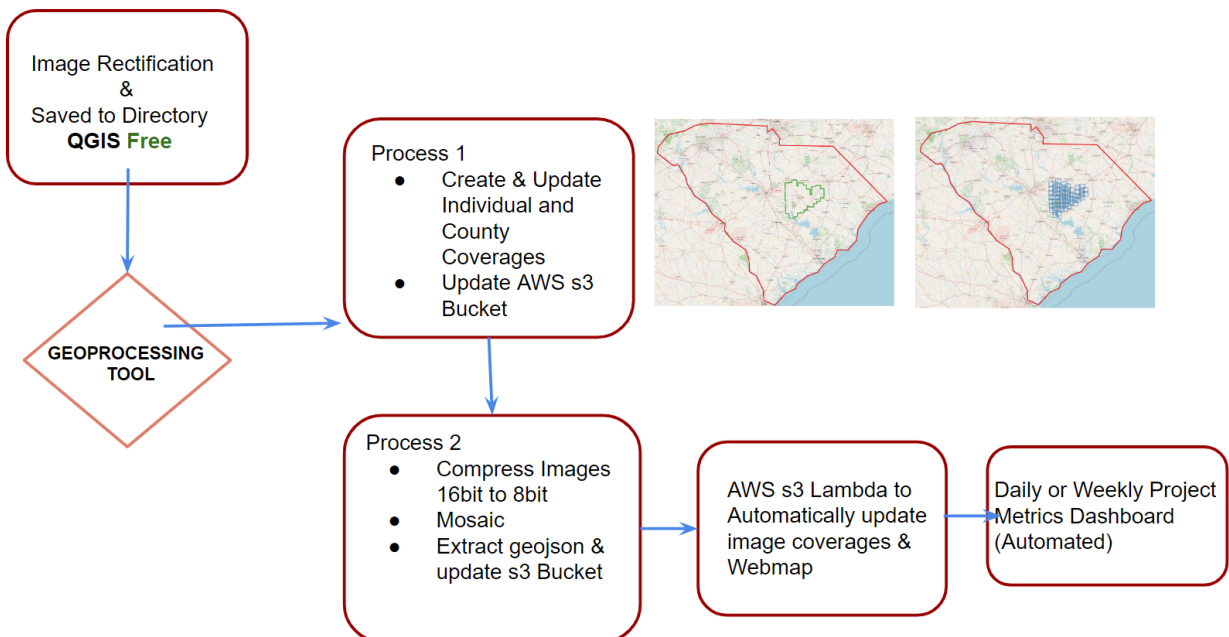 Image Rectification
&
Saved to Directory
QGIS Free
GEOPROCESSING
TOOL
Process 1
● Create & Update
Individual and
County
Coverages
● Update AWS s3
Bucket
Process 2
● Compress Images
16bit to 8bit
● Mosaic
● Extract geojson &
update s3 Bucket
AWS s3 Lambda to
Automatically update
image coverages &
Webmap
Daily or Weekly Project
Metrics Dashboard
(Automated)